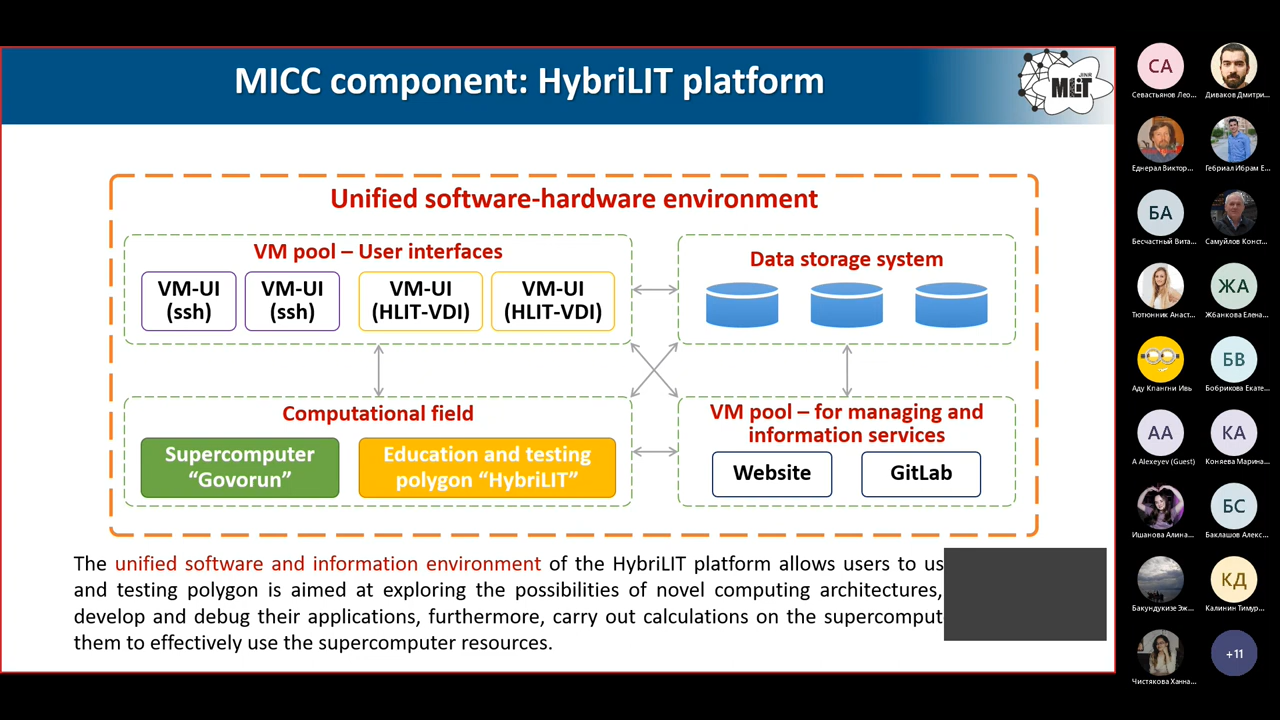 MICC component: HybriLIT platform
JINR
MLIT
Unified software-hardware environment
VM pool – User interfaces
VM-UI
(ssh)
VM-UI
(ssh)
VM-UI
(HLIT-VDI)
VM-UI
(HLIT-VDI)
Data storage system
Computational field
Supercomputer
“Govorun”
Education and testing
polygon “HybriLIT”
VM pool – for managing and
information services
Website
GitLab
The unified software and information environment of the HybriLIT platform allows users to us
and testing polygon is aimed at exploring the possibilities of novel computing architectures,
develop and debug their applications, furthermore, carry out calculations on the supercomput
them to effectively use the supercomputer resources.
СА
Севастьянов Лео...
Диваков Дмитри...
Еднерал Виктор...
Гебриал Ибрам Е...
БА
Бесчастный Вита...
Самуйлов Конст...
Тютюнник Анаст...
ЖА
Жбанкова Елена...
Аду Кпангни Ивь
БВ
Бобрикова Екате...
АА
A Alexeyev (Guest)
КА
Коняева Марина...
Ишанова Алина...
БС
Баклашов Алекс...
Бакундукизе Эж...
КД
Калинин Тимур...
Чистякова Ханна...
+11